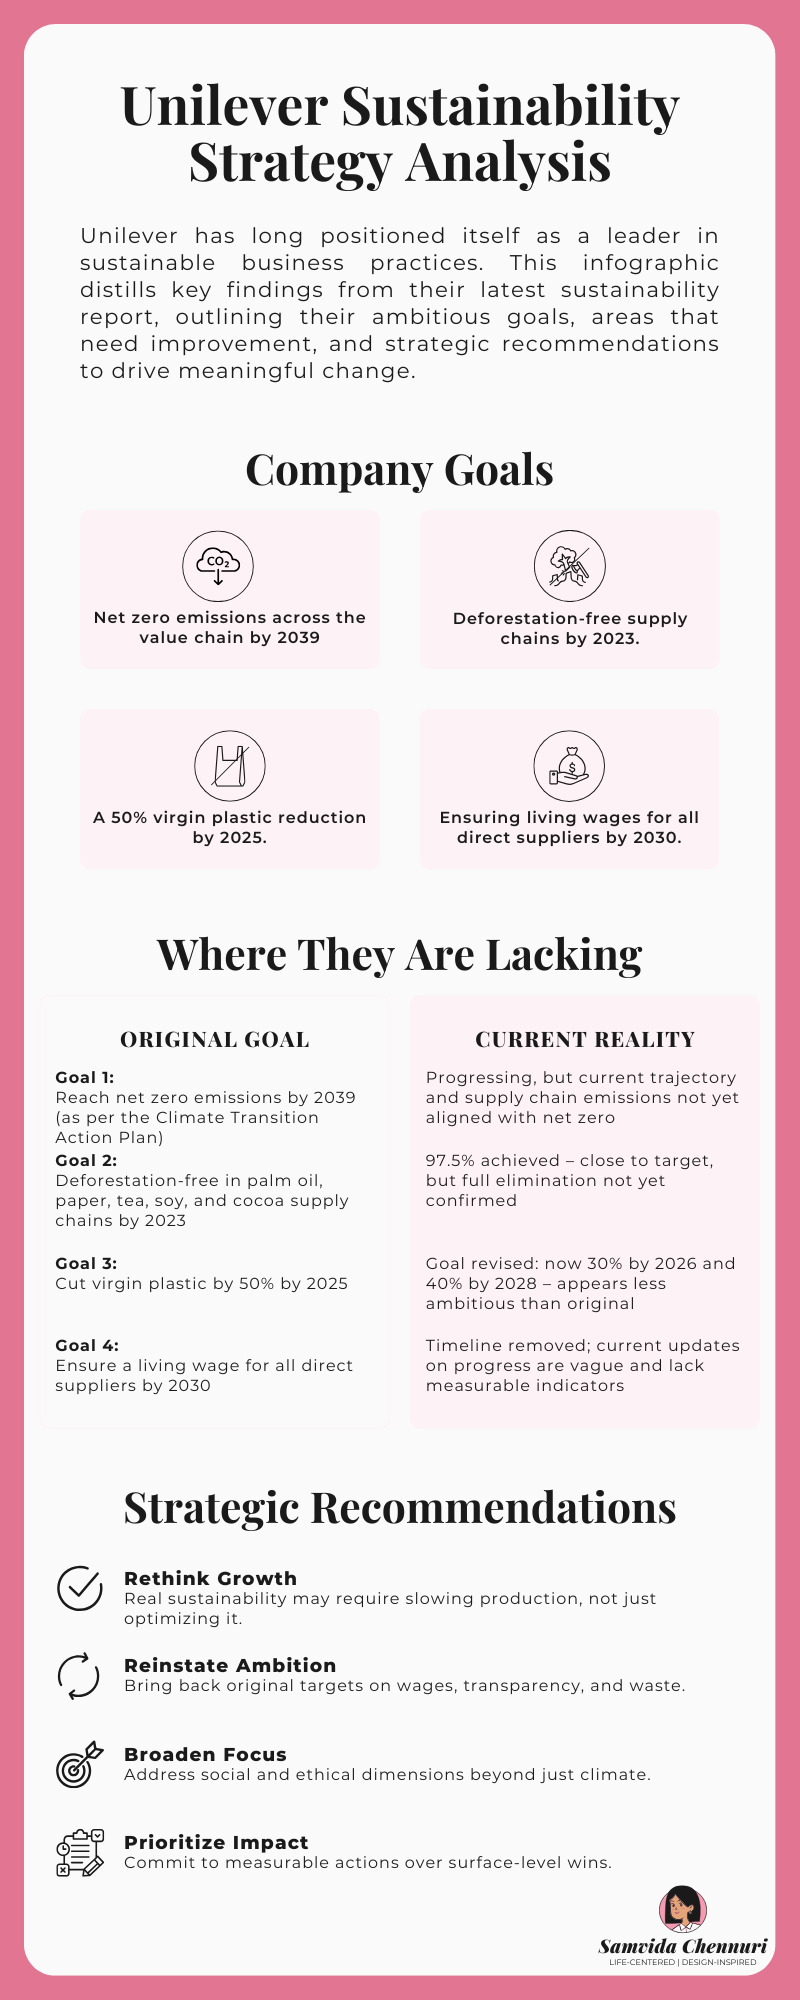 Unilever Sustainability
Strategy Analysis
Unilever has long positioned itself as a leader in
sustainable business practices. This infographic
distills key findings from their latest sustainability
report, outlining their ambitious goals, areas that
need improvement, and strategic recommendations
to drive meaningful change.
Company Goals
CO2
Net zero emissions across the
value chain by 2039
Deforestation-free supply
chains by 2023.
A 50% virgin plastic reduction
by 2025.
$
Ensuring living wages for all
direct suppliers by 2030.
Where They Are Lacking
ORIGINAL GOAL
Goal 1:
Reach net zero emissions by 2039
(as per the Climate Transition
Action Plan)
Goal 2:
Deforestation-free in palm oil,
paper, tea, soy, and cocoa supply
chains by 2023
Goal 3:
Cut virgin plastic by 50% by 2025
Goal 4:
Ensure a living wage for all direct
suppliers by 2030
CURRENT REALITY
Progressing, but current trajectory
and supply chain emissions not yet
aligned with net zero
97.5% achieved – close to target,
but full elimination not yet
confirmed
Goal revised: now 30% by 2026 and
40% by 2028 – appears less
ambitious than original
Timeline removed; current updates
on progress are vague and lack
measurable indicators
Strategic Recommendations
Rethink Growth
Real sustainability may require slowing production, not just
optimizing it.
Reinstate Ambition
Bring back original targets on wages, transparency, and waste.
Broaden Focus
Address social and ethical dimensions beyond just climate.
Prioritize Impact
Commit to measurable actions over surface-level wins.
Samvida Chennuri
LIFE-CENTERED | DESIGN-INSPIRED